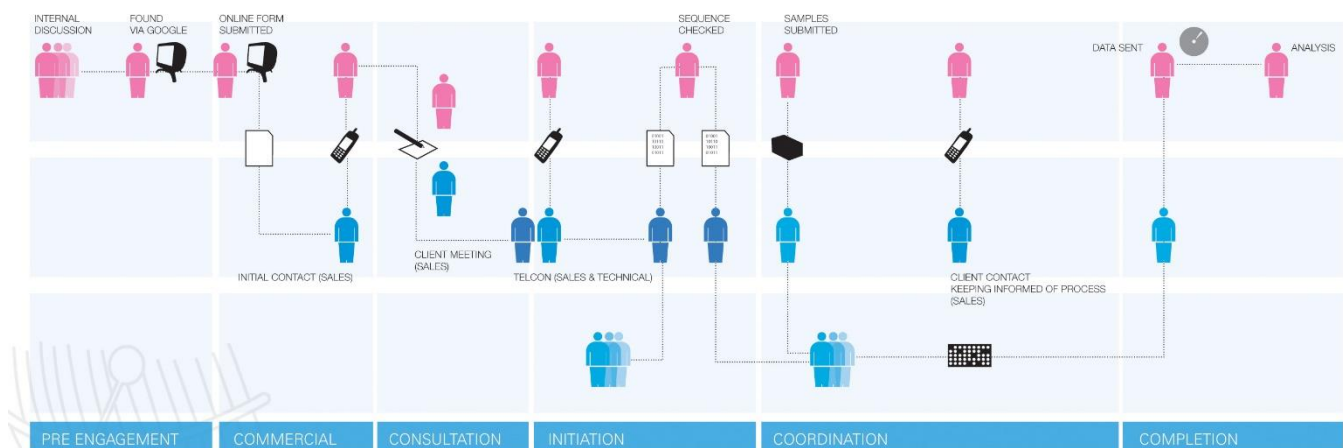 INTERNAL
DISCUSSION
FOUND
VIA GOOGLE
ONLINE FORM
SUBMITTED
SEQUENCE
CHECKED
SAMPLES
SUBMITTED
DATA SENT
ANALYSIS
INITIAL CONTACT (SALES)
CLIENT MEETING
(SALES)
TELCON (SALES & TECHNICAL)
CLIENT CONTACT
KEEPING INFORMED OF PROCESS
(SALES)
PRE ENGAGEMENT
COMMERCIAL
CONSULTATION
INITIATION
COORDINATION
COMPLETION